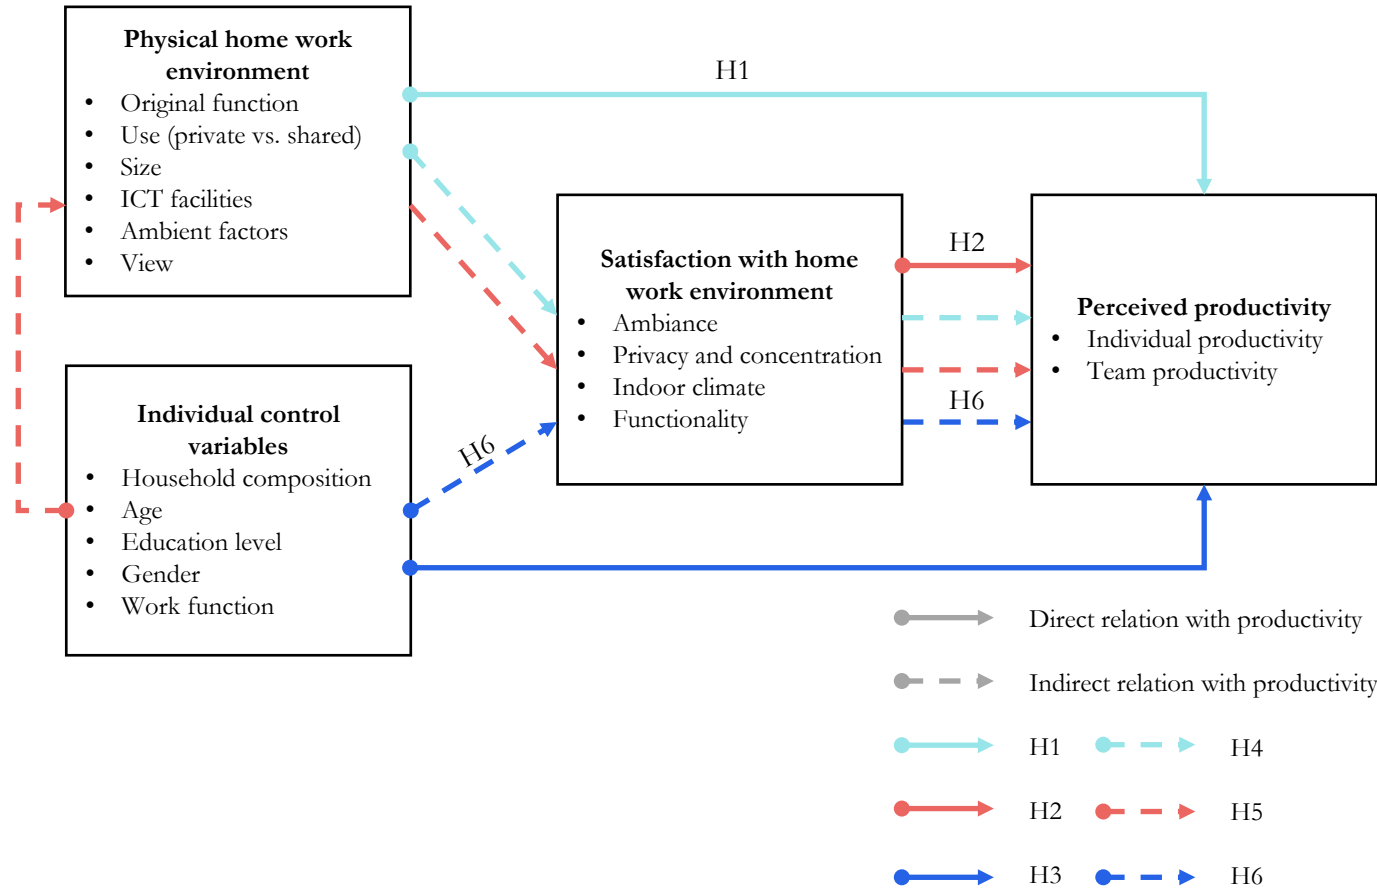 Physical home work
environment
• Original function
• Use (private vs. shared)
• Size
• ICT facilities
• Ambient factors
• View
H1
Satisfaction with home
work environment
• Ambiance
• Privacy and concentration
• Indoor climate
• Functionality
H2
H6
Perceived productivity
• Individual productivity
• Team productivity
Individual control
variables
• Household composition
• Age
• Education level
• Gender
• Work function
H6
Direct relation with productivity
Indirect relation with productivity
H1 H4
H2 H5
H3 H6